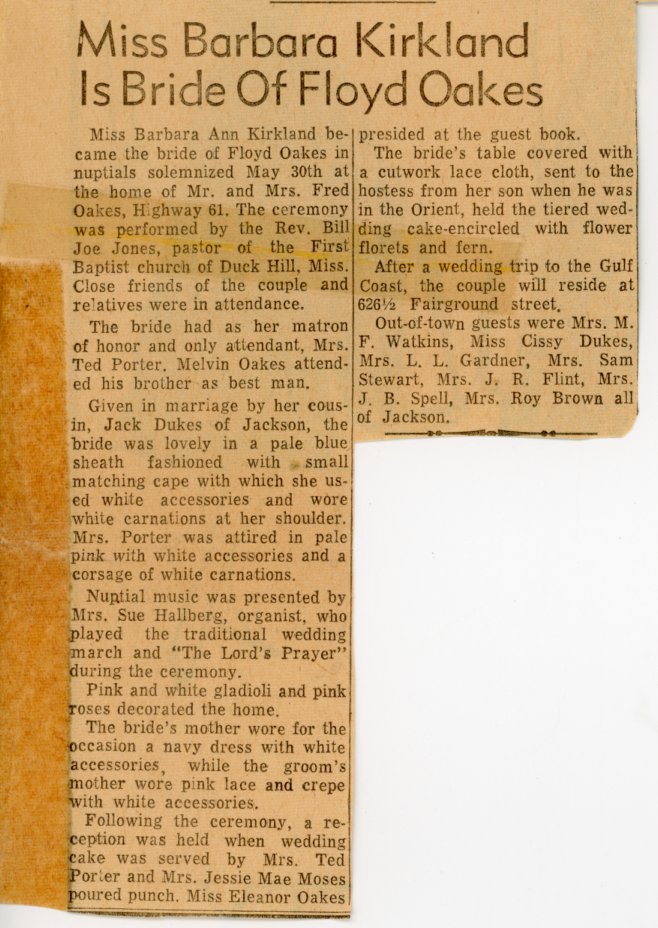 Miss Barbara Kirkland
Is Bride Of Floyd Oakes
Miss Barbara Ann Kirkland be-
came the bride of Floyd Oakes in
nuptials solemnized May 30th at
the home of Mr. and Mrs. Fred
Oakes, Highway 61. The ceremony
was performed by the Rev. Bill
Joe Jones, pastor of the First
Baptist church of Duck Hill, Miss.
Close friends of the couple and
relatives were in attendance.
The bride had as her matron
of honor and only attendant, Mrs.
Ted Porter. Melvin Oakes attend-
ed his brother as best man.
Given in marriage by her cous-
in, Jack Dukes of Jackson, the
bride was lovely in a pale blue
sheath fashioned with small
matching cape with which she us-
ed white accessories and wore
white carnations at her shoulder.
Mrs. Porter was attired in pale
pink with white accessories and a
corsage of white carnations.
Nuptial music was presented by
Mrs. Sue Hallberg, organist, who
played the traditional wedding
march and "The Lord's Prayer"
during the ceremony.
Pink and white gladioli and pink
roses decorated the home.
The bride's mother wore for the
occasion a navy dress with white
accessories, while the groom's
mother wore pink lace and crepe
with white accessories.
Following the ceremony, a re-
ception was held when wedding
cake was served by Mrs. Ted
Porter and Mrs. Jessie Mae Moses
poured punch. Miss Eleanor Oakes
presided at the guest book.
The bride's table covered with
a cutwork lace cloth, sent to the
hostess from her son when he was
in the Orient, held the tiered wed-
ding cake-encircled with flower
florets and fern.
After a wedding trip to the Gulf
Coast, the couple will reside at
626½ Fairground street.
Out-of-town guests were Mrs. M.
F. Watkins, Miss Cissy Dukes,
Mrs. L. L. Gardner, Mrs. Sam
Stewart, Mrs. J. R. Flint, Mrs.
J. B. Spell, Mrs. Roy Brown all
of Jackson.